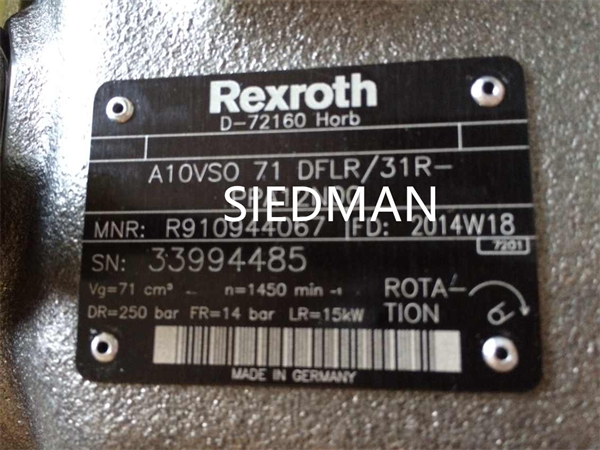 Rexroth
D-72160 Horb
A10VSO 71 DFLR/31R-
SIEDMAN
MNR: R910944067 FD: 2014W18
7201
SN: 33994485
Vg=71 cm³ n=1450 min -1
DR=250 bar FR=14 bar LR=15kW
ROTA-
TION
MADE IN GERMANY